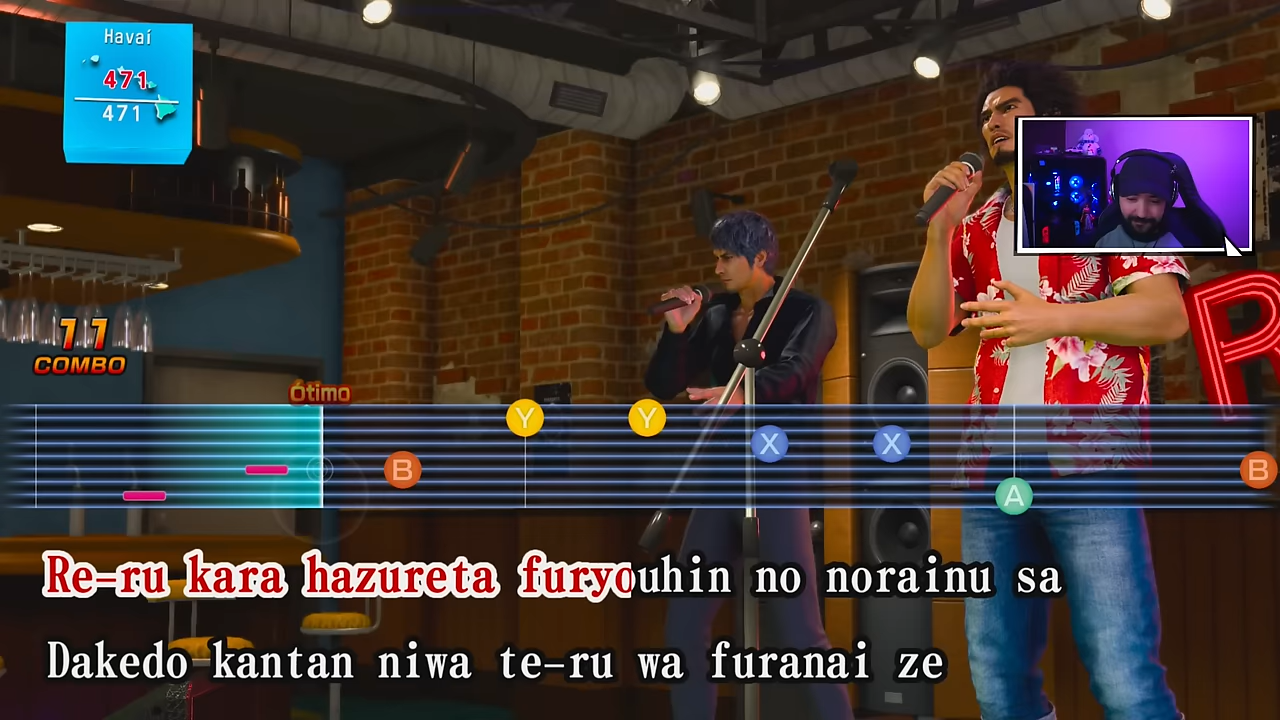 Havaí
471
471
11
COMBO
Ótimo
Y
Y
X
X
B
B
A
R
Re-ru kara hazureta furyouhin no norainu sa
Dakedo kantan niwa te-ru wa furanai ze